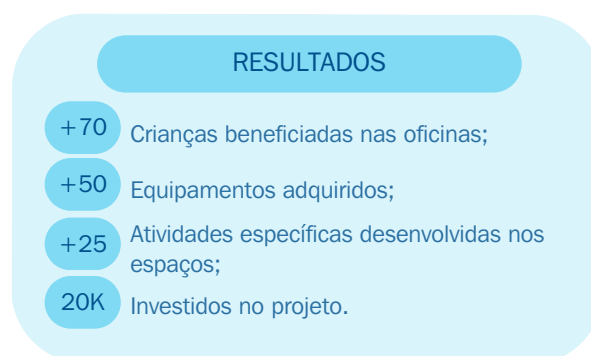 RESULTADOS
+70 Crianças beneficiadas nas oficinas;
+50 Equipamentos adquiridos;
+25 Atividades específicas desenvolvidas nos
espaços;
20K Investidos no projeto.